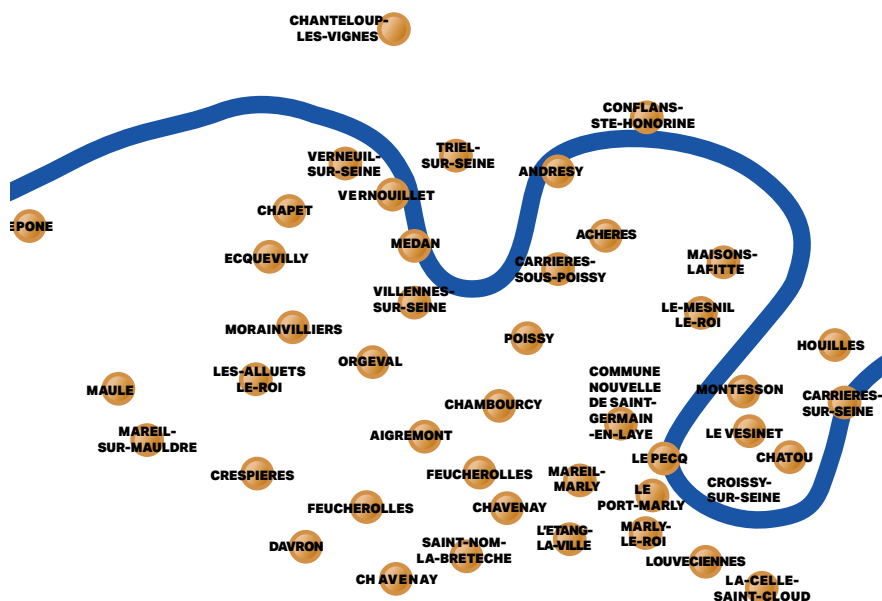 CHANTELOUP-
LES-VIGNES
CONFLANS-
STE-HONORINE
VERNEUIL-
SUR-SEINE
TRIEL-
SUR-SEINE
ANDRESY
VERNOUILLET
CHAPET
EPONE
ACHERES
MEDAN
ECQUEVILLY
CARRIERES-
SOUS-POISSY
MAISONS-
LAFITTE
VILLENNES-
SUR-SEINE
LE-MESNIL
LE-ROI
MORAINVILLIERS
POISSY
HOUILLES
ORGEVAL
LES-ALLUETS
LE-ROI
COMMUNE
NOUVELLE
DE SAINT-
GERMAIN
-EN-LAYE
MAULE
MONTESSON
CARRIERES-
SUR-SEINE
CHAMBOURCY
MAREIL-
SUR-MAULDRE
AIGREMONT
LE VESINET
LE PECQ
CHATOU
CRESPIERES
FEUCHEROLLES
MAREIL-
MARLY
CROISSY-
SUR-SEINE
LE
PORT-MARLY
FEUCHEROLLES
CHAVENAY
L'ETANG-
LA-VILLE
MARLY-
LE-ROI
DAVRON
SAINT-NOM-
LA-BRETECHE
LOUVECIENNES
CHAVENAY
LA-CELLE-
SAINT-CLOUD